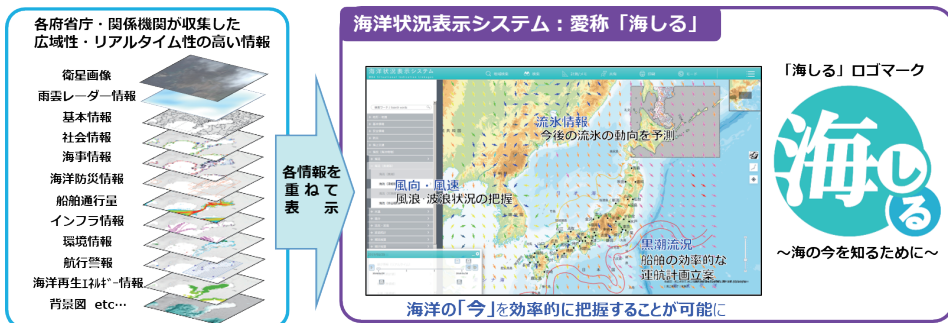 各府省庁・関係機関が収集した
広域性・リアルタイム性の高い情報
衛星画像
雨雲レーダー情報
基本情報
社会情報
海事情報
海洋防災情報
船舶通行量
インフラ情報
環境情報
航行警報
海洋再生ｴﾈﾙｷﾞｰ情報
背景図 etc…
各情報を
重ねて
表示
海洋状況表示システム：愛称「海しる」
海洋状況表示システム
流氷情報
今後の流氷の動向を予測
風向・風速
風浪・波浪状況の把握
黒潮流況
船舶の効率的な
運航計画立案
海洋の「今」を効率的に把握することが可能に
「海しる」ロゴマーク
海しる
～海の今を知るために～